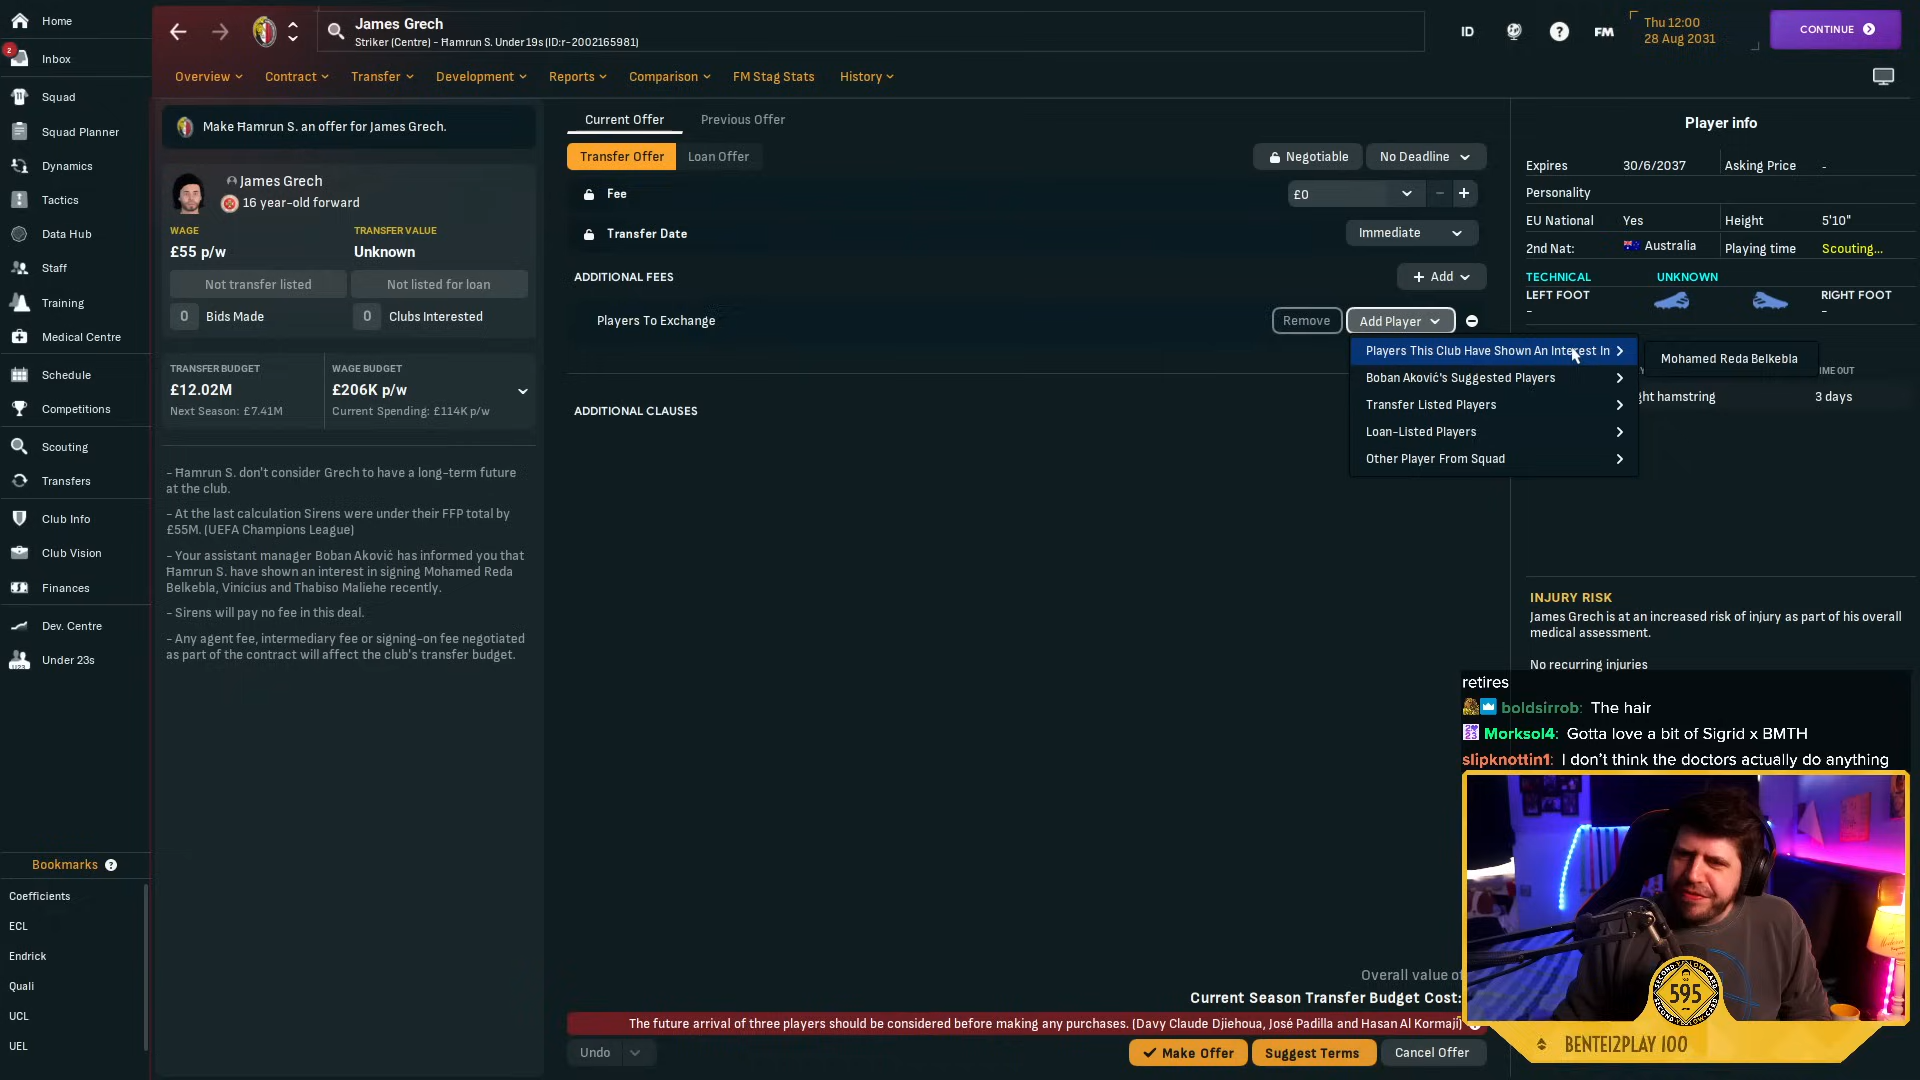 Home
2
Inbox
Squad
Squad Planner
Dynamics
Tactics
Data Hub
Staff
Training
Medical Centre
Schedule
Competitions
Scouting
Transfers
Club Info
Club Vision
Finances
Dev. Centre
Under 23s
Bookmarks ?
Coefficients
ECL
Endrick
Quali
UCL
UEL
James Grech
Striker (Centre) - Ħamrun S. Under 19s (ID:r-2002165981)
ID
?
FM
Thu 12:00
28 Aug 2031
CONTINUE
Overview
Contract
Transfer
Development
Reports
Comparison
FM Stag Stats
History
Make Ħamrun S. an offer for James Grech.
James Grech
16 year-old forward
WAGE TRANSFER VALUE
£55 p/w Unknown
Not transfer listed Not listed for loan
0 Bids Made 0 Clubs Interested
TRANSFER BUDGET WAGE BUDGET
£12.02M £206K p/w
Next Season: £7.41M Current Spending: £114K p/w
- Ħamrun S. don't consider Grech to have a long-term future
at the club.
- At the last calculation Sirens were under their FFP total by
£55M. (UEFA Champions League)
- Your assistant manager Boban Aković has informed you that
Ħamrun S. have shown an interest in signing Mohamed Reda
Belkebla, Vinicius and Thabiso Maliehe recently.
- Sirens will pay no fee in this deal.
- Any agent fee, intermediary fee or signing-on fee negotiated
as part of the contract will affect the club's transfer budget.
Current Offer Previous Offer
Transfer Offer Loan Offer Negotiable No Deadline
Fee £0 - +
Transfer Date Immediate
ADDITIONAL FEES + Add
Players To Exchange Remove Add Player
Players This Club Have Shown An Interest In
Boban Aković's Suggested Players
Transfer Listed Players
Loan-Listed Players
Other Player From Squad
Mohamed Reda Belkebla
ADDITIONAL CLAUSES
Player info
Expires 30/6/2037 Asking Price -
Personality
EU National Yes Height 5'10"
2nd Nat: Australia Playing time Scouting...
TECHNICAL UNKNOWN
LEFT FOOT RIGHT FOOT
- -
IME OUT
ght hamstring 3 days
INJURY RISK
James Grech is at an increased risk of injury as part of his overall
medical assessment.
No recurring injuries
retires
boldsirrob: The hair
Morksol4: Gotta love a bit of Sigrid x BMTH
slipknottin1: I don't think the doctors actually do anything
Overall value of
Current Season Transfer Budget Cost:
The future arrival of three players should be considered before making any purchases. (Davy Claude Djiehoua, José Padilla and Hasan Al Kormaji)
Undo
Make Offer
Suggest Terms
Cancel Offer
SECOND YELLOW CARD
595
BENTEI2PLAY 100